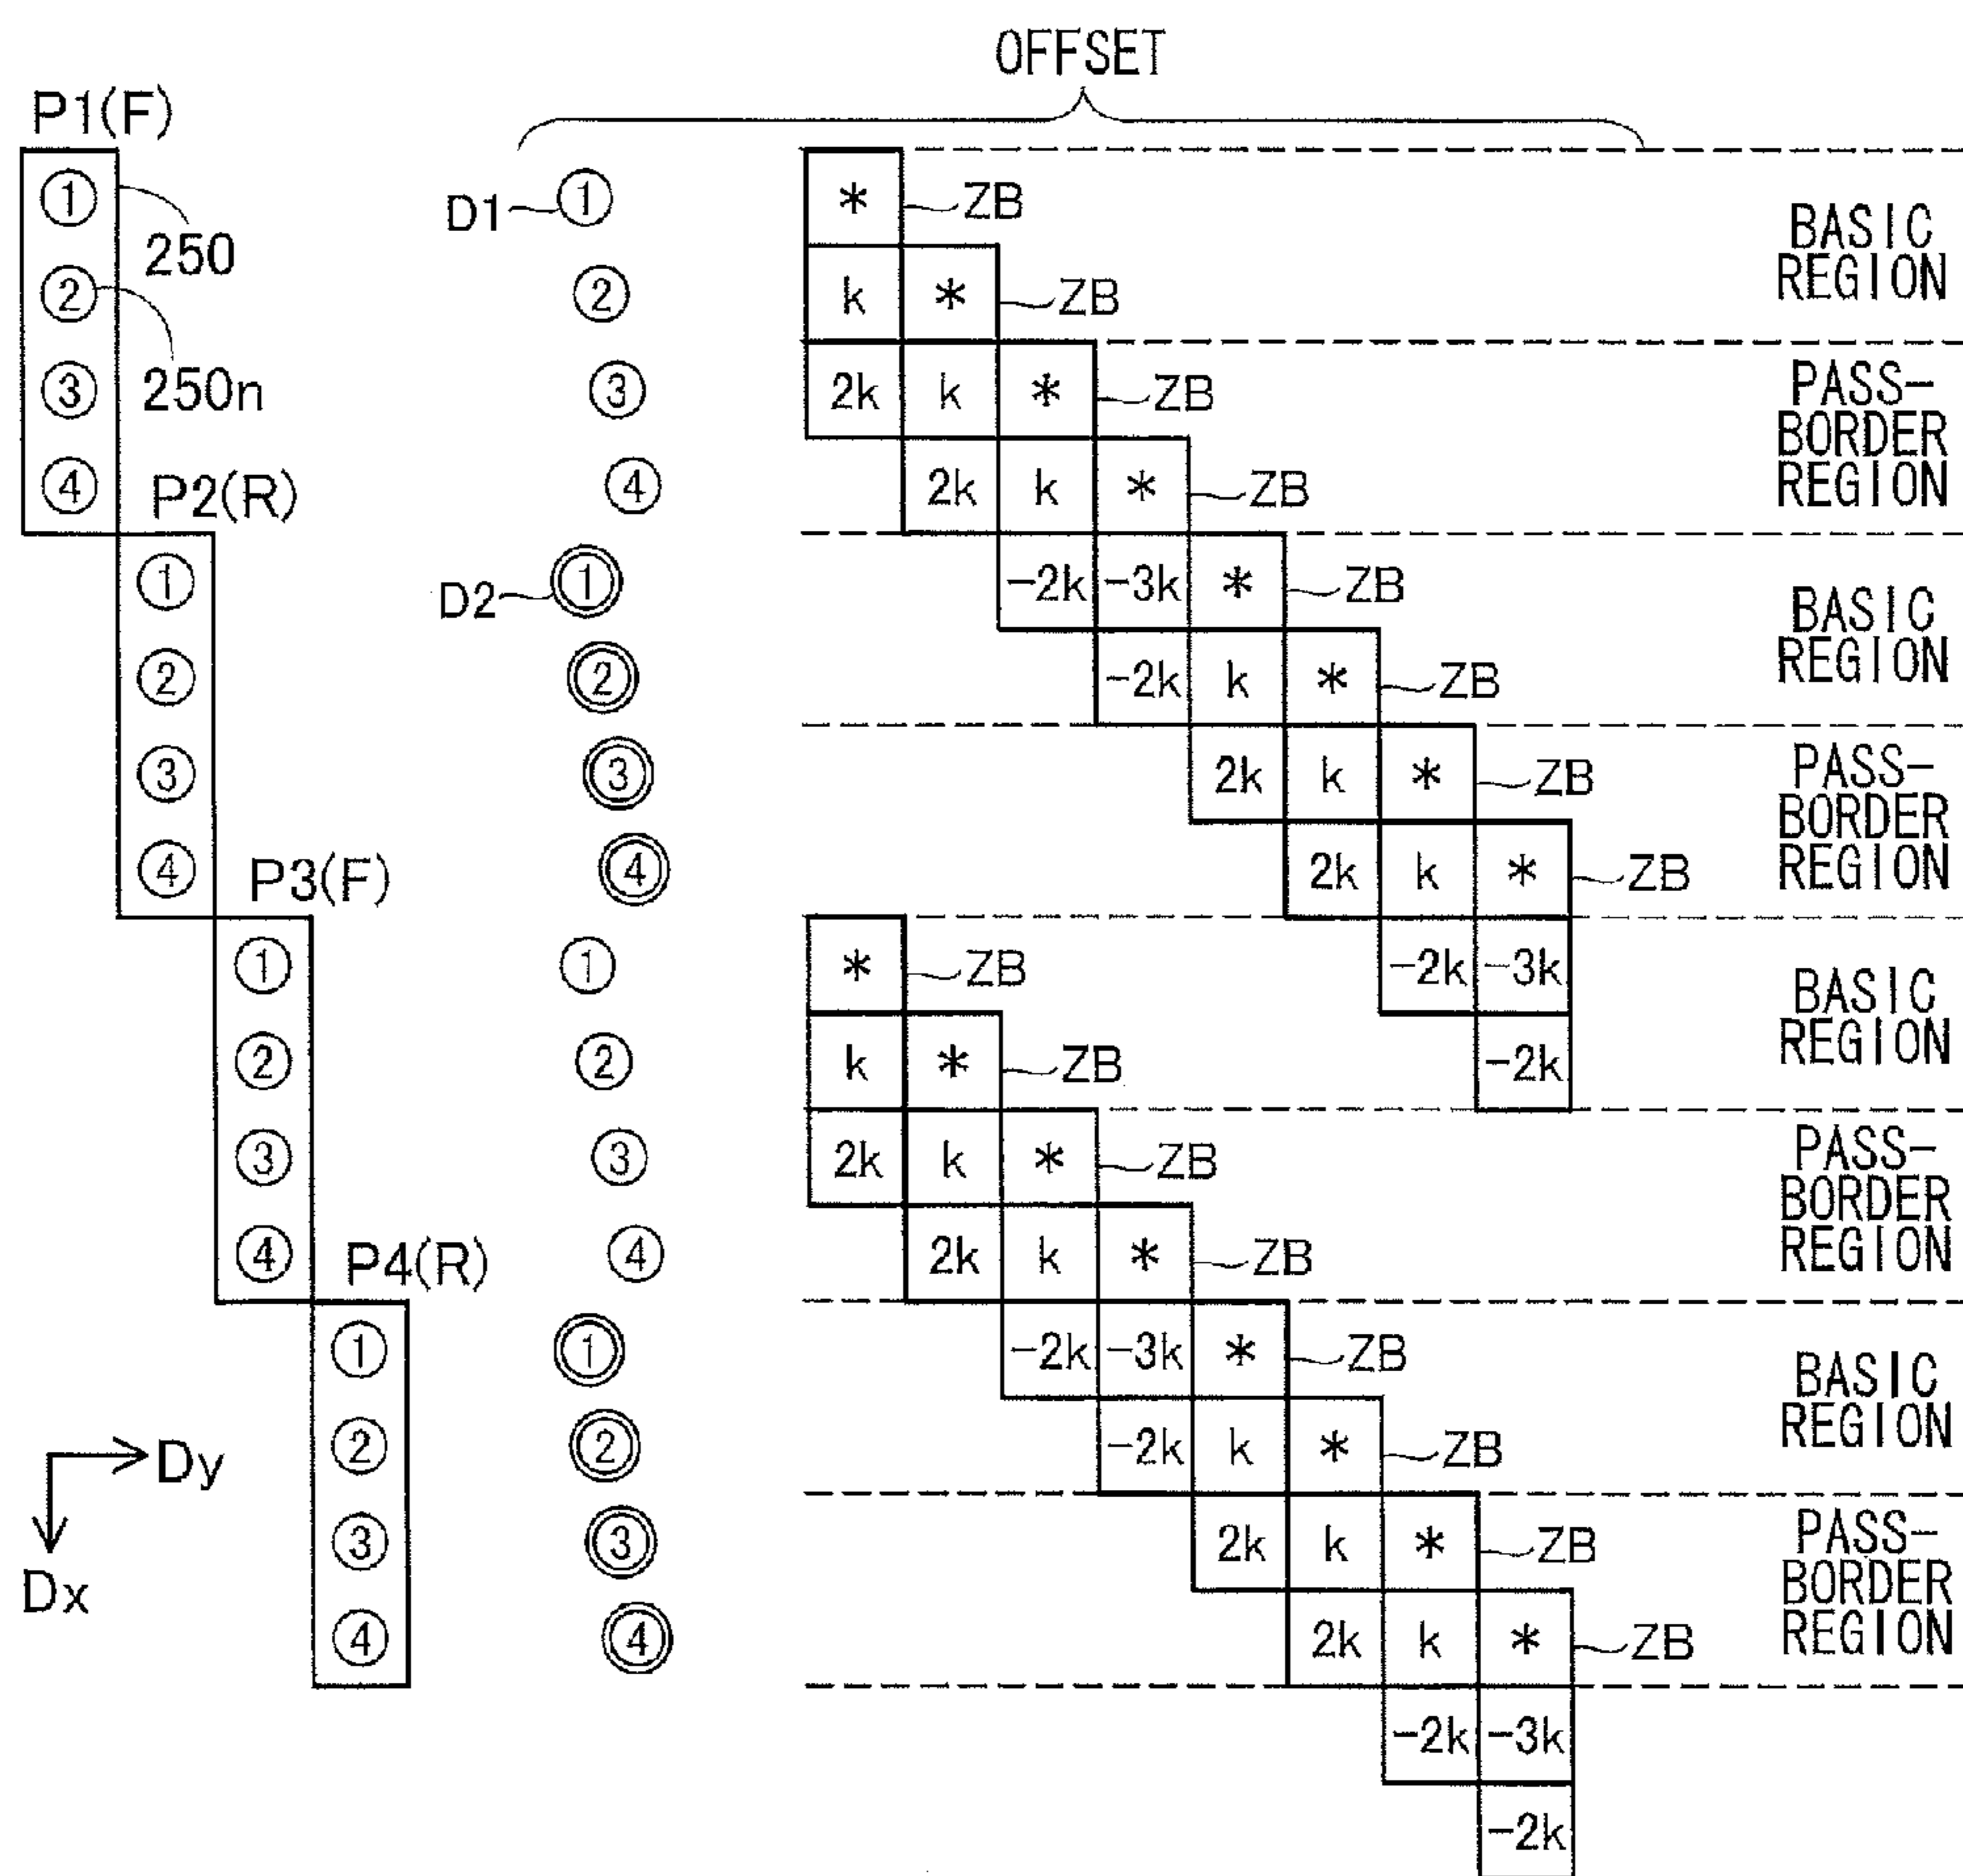 OFFSET
P1(F)
① D1 ① * ZB BASIC
250
② ② k * ZB REGION
250n
③ ③ 2k k * ZB PASS-
BORDER
④ P2(R) ④ 2k k * ZB REGION
① D2 ① -2k -3k * ZB BASIC
② ② -2k k * ZB REGION
③ ③ 2k k * ZB PASS-
BORDER
④ P3(F) ④ 2k k * ZB REGION
① ① * ZB -2k -3k BASIC
② ② k * ZB -2k REGION
③ ③ 2k k * ZB PASS-
BORDER
④ P4(R) ④ 2k k * ZB REGION
① ① -2k -3k * ZB BASIC
Dy ② ② -2k k * ZB REGION
③ ③ 2k k * ZB PASS-
Dx BORDER
④ ④ 2k k * ZB REGION
-2k -3k
-2k